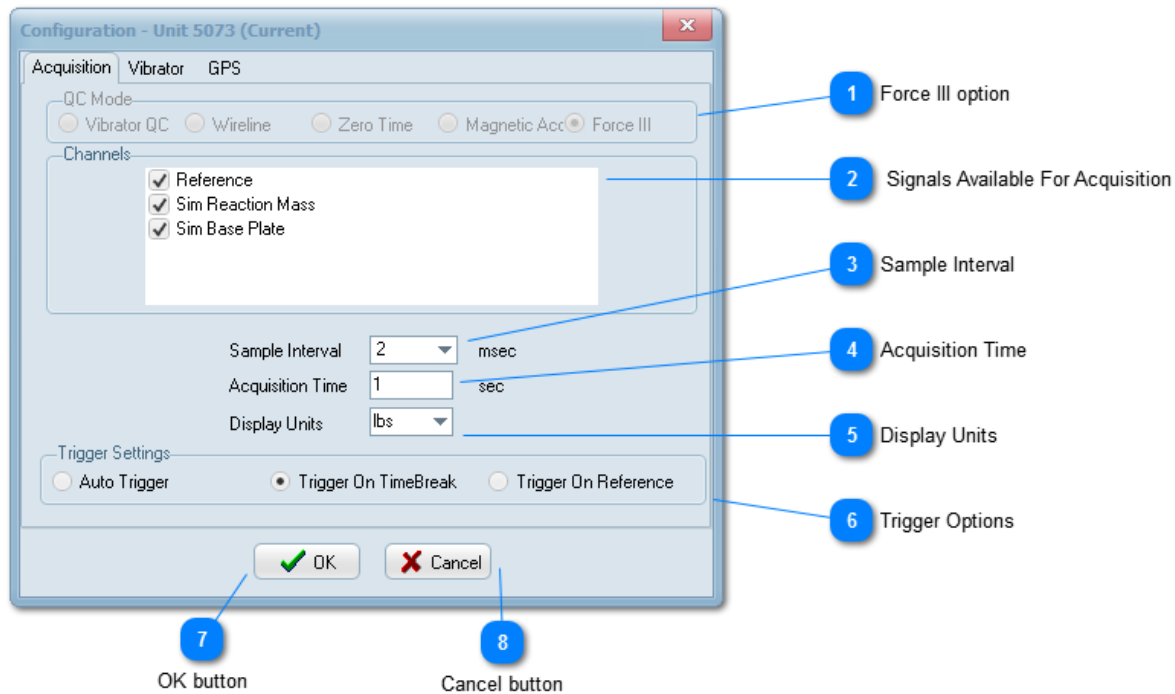 Configuration - Unit 5073 (Current)
Acquisition Vibrator GPS
QC Mode
Vibrator QC Wireline Zero Time Magnetic Acc Force III
1 Force III option
Channels
Reference
Sim Reaction Mass
Sim Base Plate
2 Signals Available For Acquisition
3 Sample Interval
Sample Interval 2 msec
4 Acquisition Time
Acquisition Time 1 sec
Display Units lbs
5 Display Units
Trigger Settings
Auto Trigger Trigger On TimeBreak Trigger On Reference
6 Trigger Options
OK Cancel
7 8
OK button Cancel button